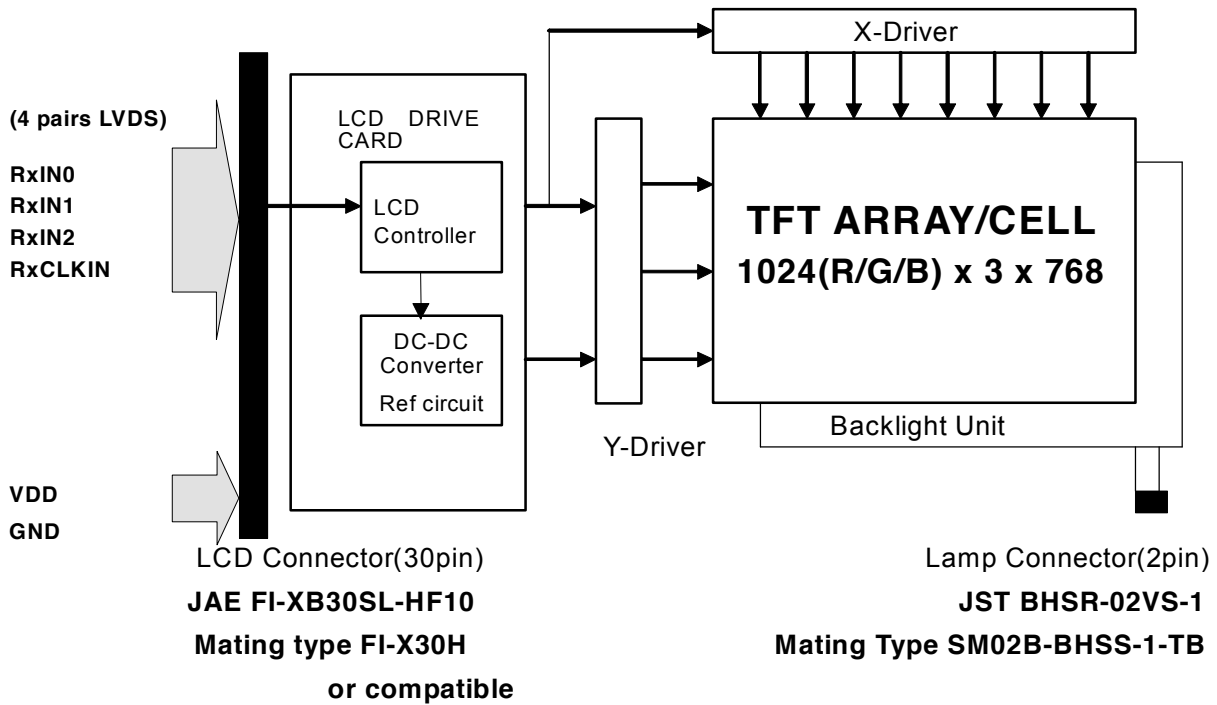 X-Driver
(4 pairs LVDS)
RxIN0
RxIN1
RxIN2
RxCLKIN
LCD DRIVE
CARD
LCD
Controller
DC-DC
Converter
Ref circuit
TFT ARRAY/CELL
1024(R/G/B) x 3 x 768
Y-Driver
Backlight Unit
VDD
GND
LCD Connector(30pin)
JAE FI-XB30SL-HF10
Mating type FI-X30H
or compatible
Lamp Connector(2pin)
JST BHSR-02VS-1
Mating Type SM02B-BHSS-1-TB